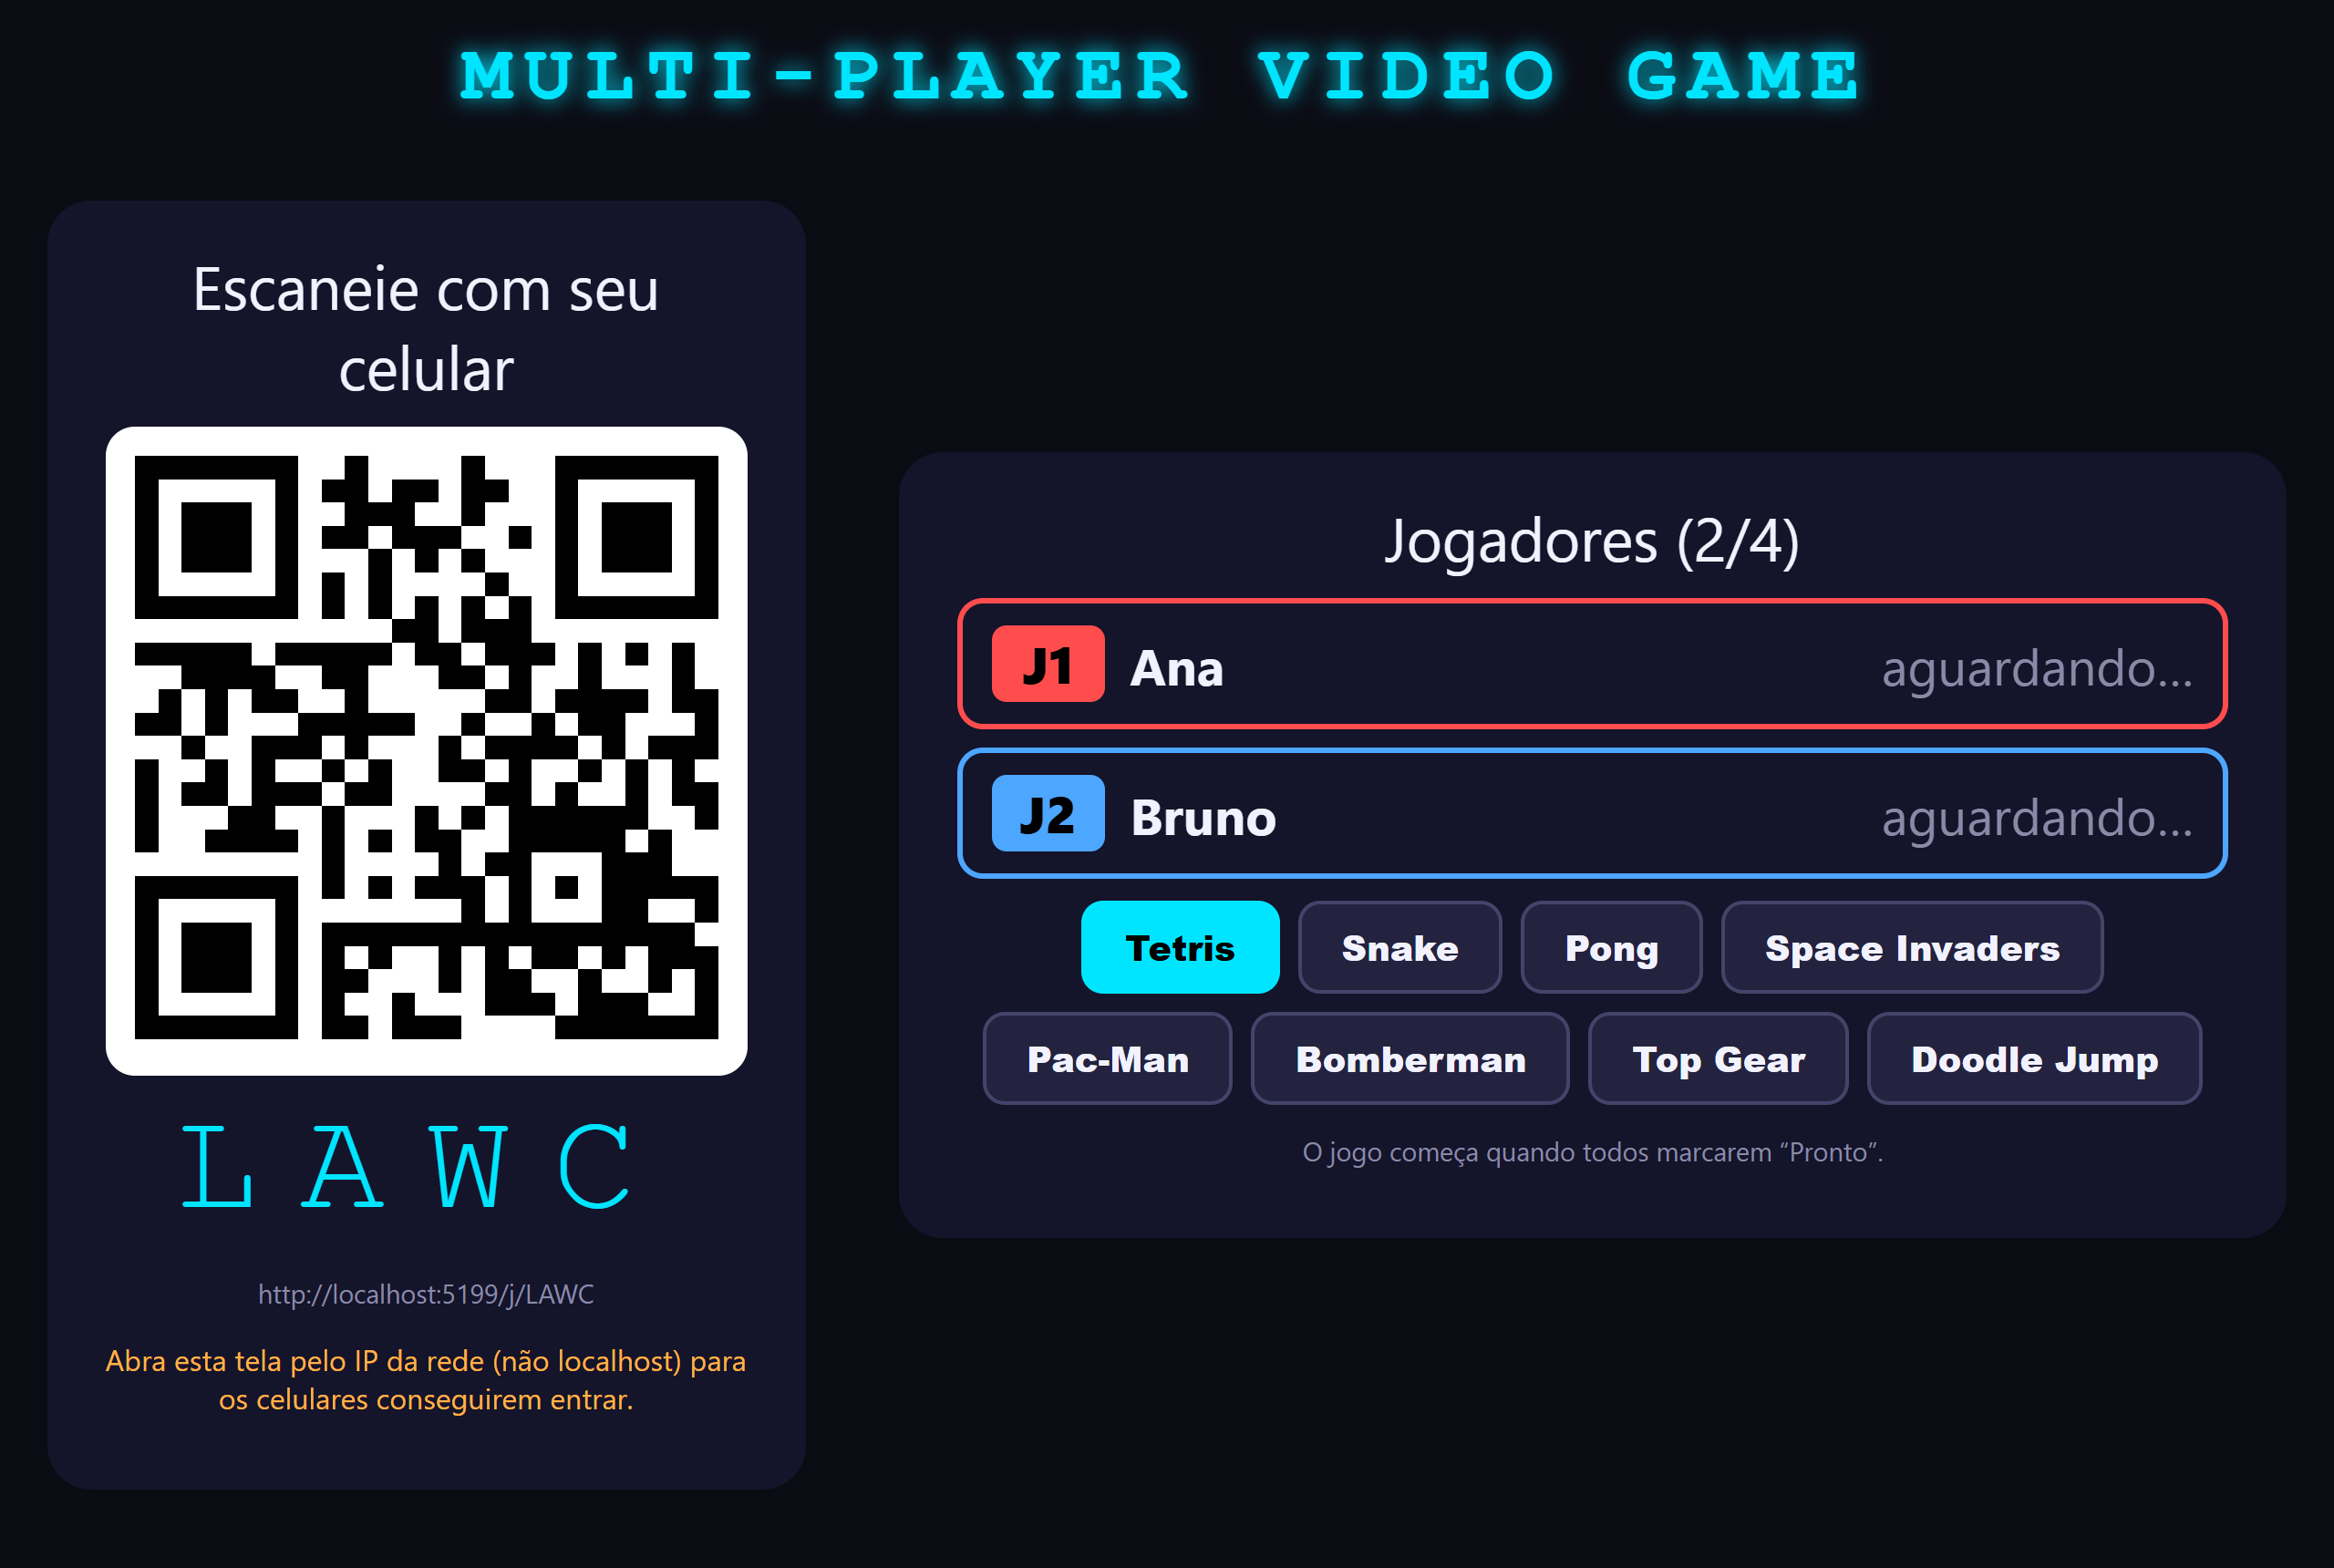 MULTI-PLAYER VIDEO GAME
Escaneie com seu
celular
LAWC
http://localhost:5199/j/LAWC
Abra esta tela pelo IP da rede (não localhost) para
os celulares conseguirem entrar.
Jogadores (2/4)
J1 Ana aguardando...
J2 Bruno aguardando...
Tetris Snake Pong Space Invaders
Pac-Man Bomberman Top Gear Doodle Jump
O jogo começa quando todos marcarem “Pronto”.